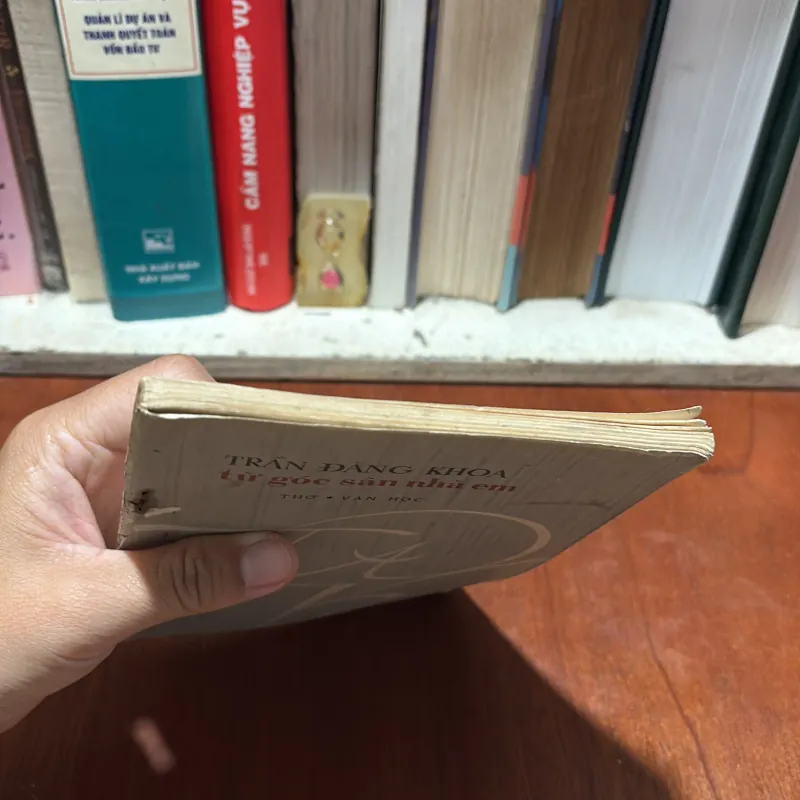 QUẢN LÍ DỰ ÁN VÀ
THANH QUYẾT TOÁN
VỐN ĐẦU TƯ
NHÀ XUẤT BẢN
XÂY DỰNG
CẨM NANG NGHIỆP VỤ
TRẦN ĐĂNG KHOA
từ góc sân nhà em
THƠ • VĂN HỌC